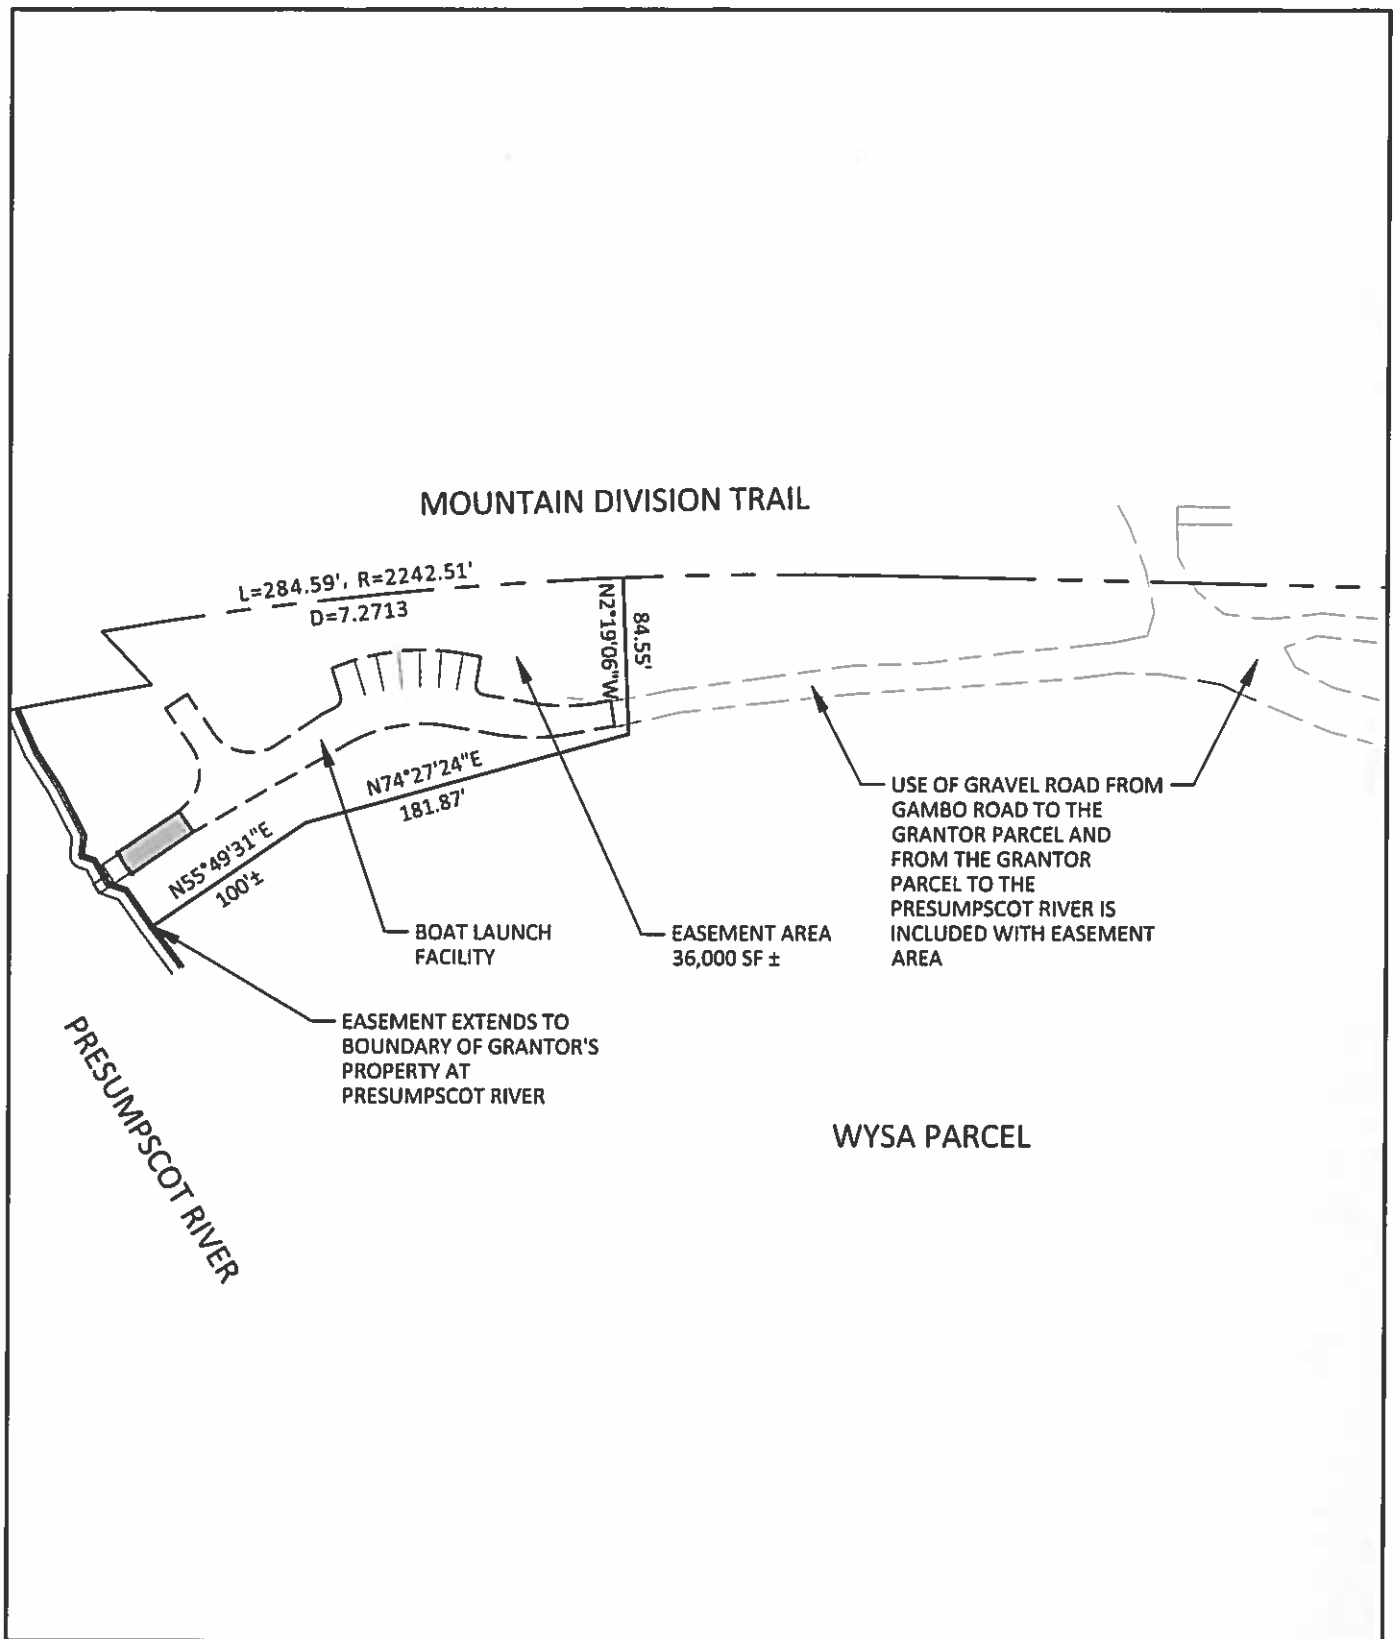 MOUNTAIN DIVISION TRAIL
L=284.59', R=2242.51'
D=7.2713
N2°19'06"W
84.55'
N74°27'24"E
181.87'
N55°49'31"E
100'±
USE OF GRAVEL ROAD FROM
GAMBO ROAD TO THE
GRANTOR PARCEL AND
FROM THE GRANTOR
PARCEL TO THE
PRESUMPSCOT RIVER IS
INCLUDED WITH EASEMENT
AREA
BOAT LAUNCH
FACILITY
EASEMENT AREA
36,000 SF ±
EASEMENT EXTENDS TO
BOUNDARY OF GRANTOR'S
PROPERTY AT
PRESUMPSCOT RIVER
PRESUMPSCOT RIVER
WYSA PARCEL